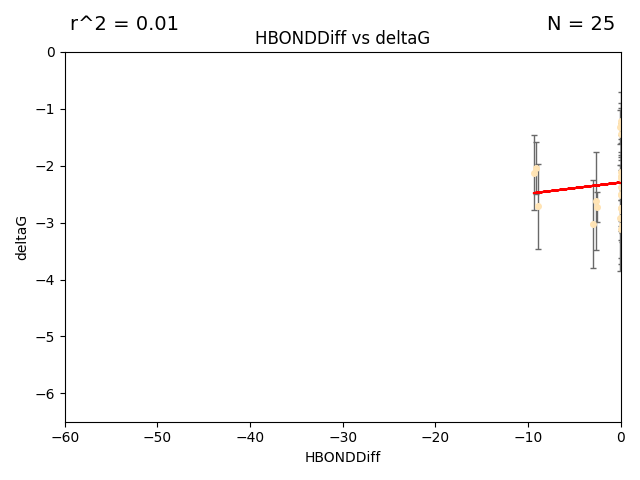 r^2 = 0.01
N = 25
HBONDDiff vs deltaG
0
−1
−2
−3
−4
−5
−6
deltaG
−60 −50 −40 −30 −20 −10 0
HBONDDiff